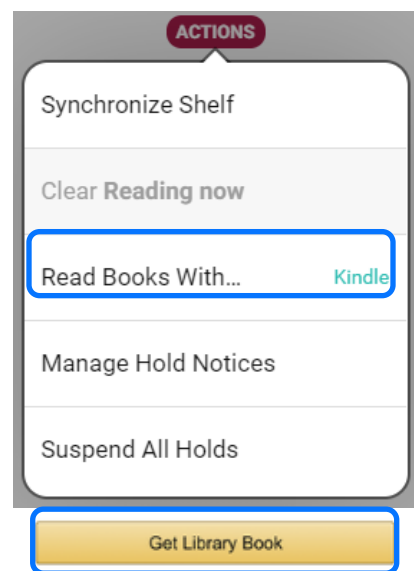 ACTIONS
Synchronize Shelf
Clear Reading now
Read Books With... Kindle
Manage Hold Notices
Suspend All Holds
Get Library Book